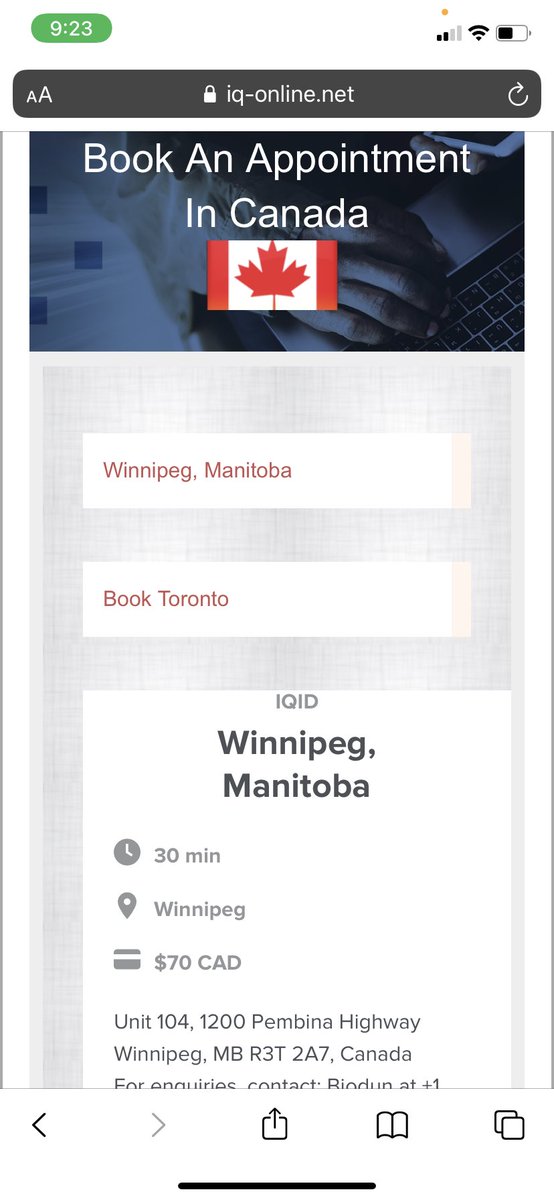 9:23
AA iq-online.net
Book An Appointment
In Canada
Winnipeg, Manitoba
Book Toronto
IQID
Winnipeg,
Manitoba
30 min
Winnipeg
$70 CAD
Unit 104, 1200 Pembina Highway
Winnipeg, MB R3T 2A7, Canada
For enquiries, contact: Biodun at +1